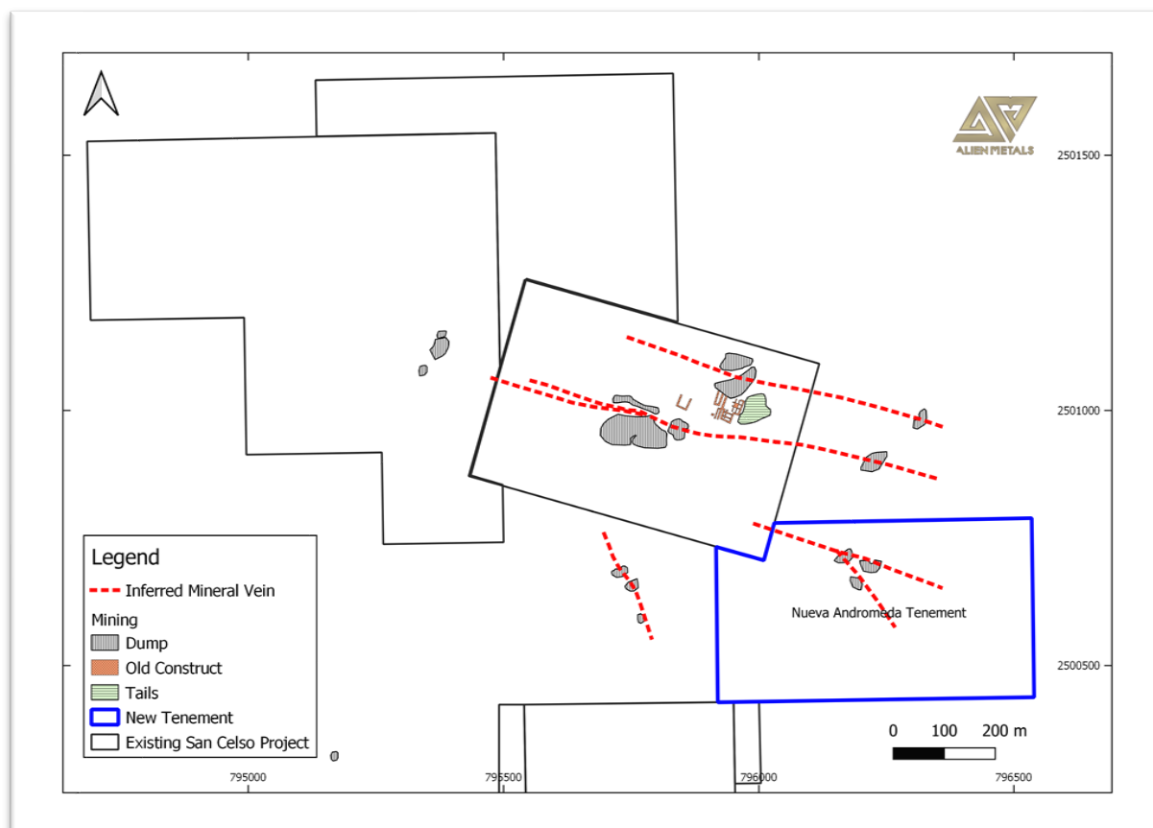 ALIEN METALS
2501500
2501000
Legend
Inferred Mineral Vein
Mining
Dump
Old Construct
Tails
New Tenement
Existing San Celso Project
Nueva Andromeda Tenement
2500500
0 100 200 m
795000 795500 796000 796500